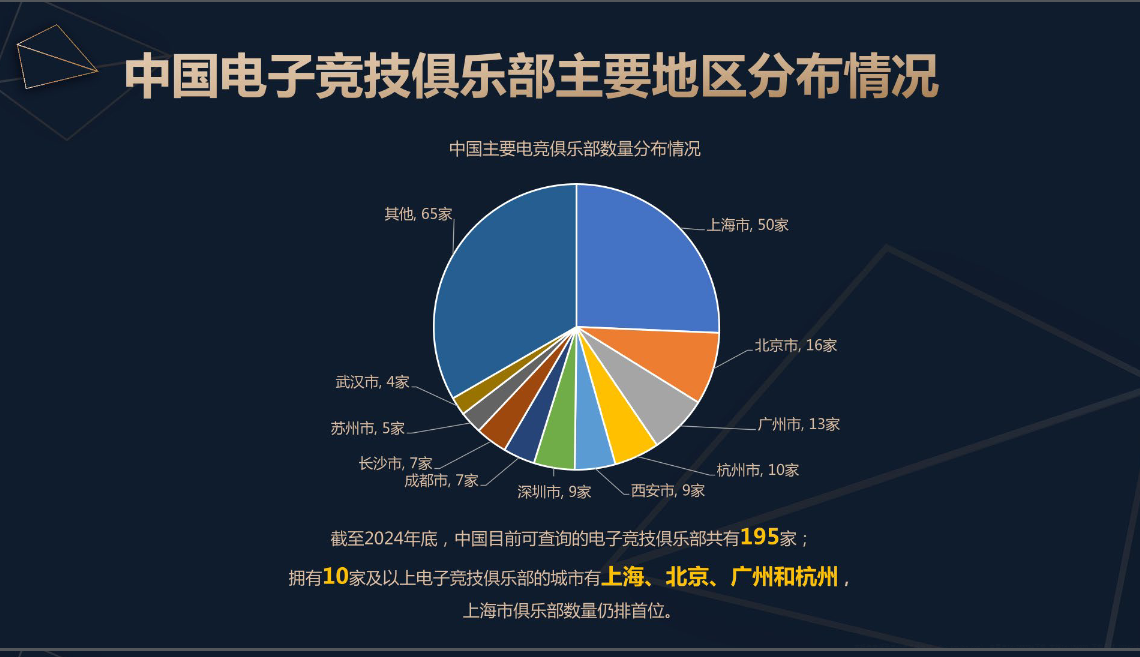 中国电子竞技俱乐部主要地区分布情况
中国主要电竞俱乐部数量分布情况
其他, 65家
上海市, 50家
北京市, 16家
武汉市, 4家
广州市, 13家
苏州市, 5家
长沙市, 7家
杭州市, 10家
成都市, 7家
深圳市, 9家
西安市, 9家
截至2024年底，中国目前可查询的电子竞技俱乐部共有195家；
拥有10家及以上电子竞技俱乐部的城市有上海、北京、广州和杭州，
上海市俱乐部数量仍排首位。